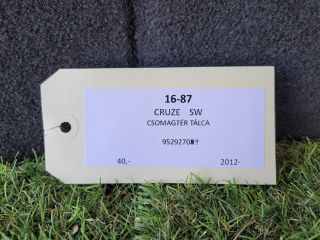 16-87
CRUZE SW
CSOMAGTÉR TÁLCA
40,- 2012-